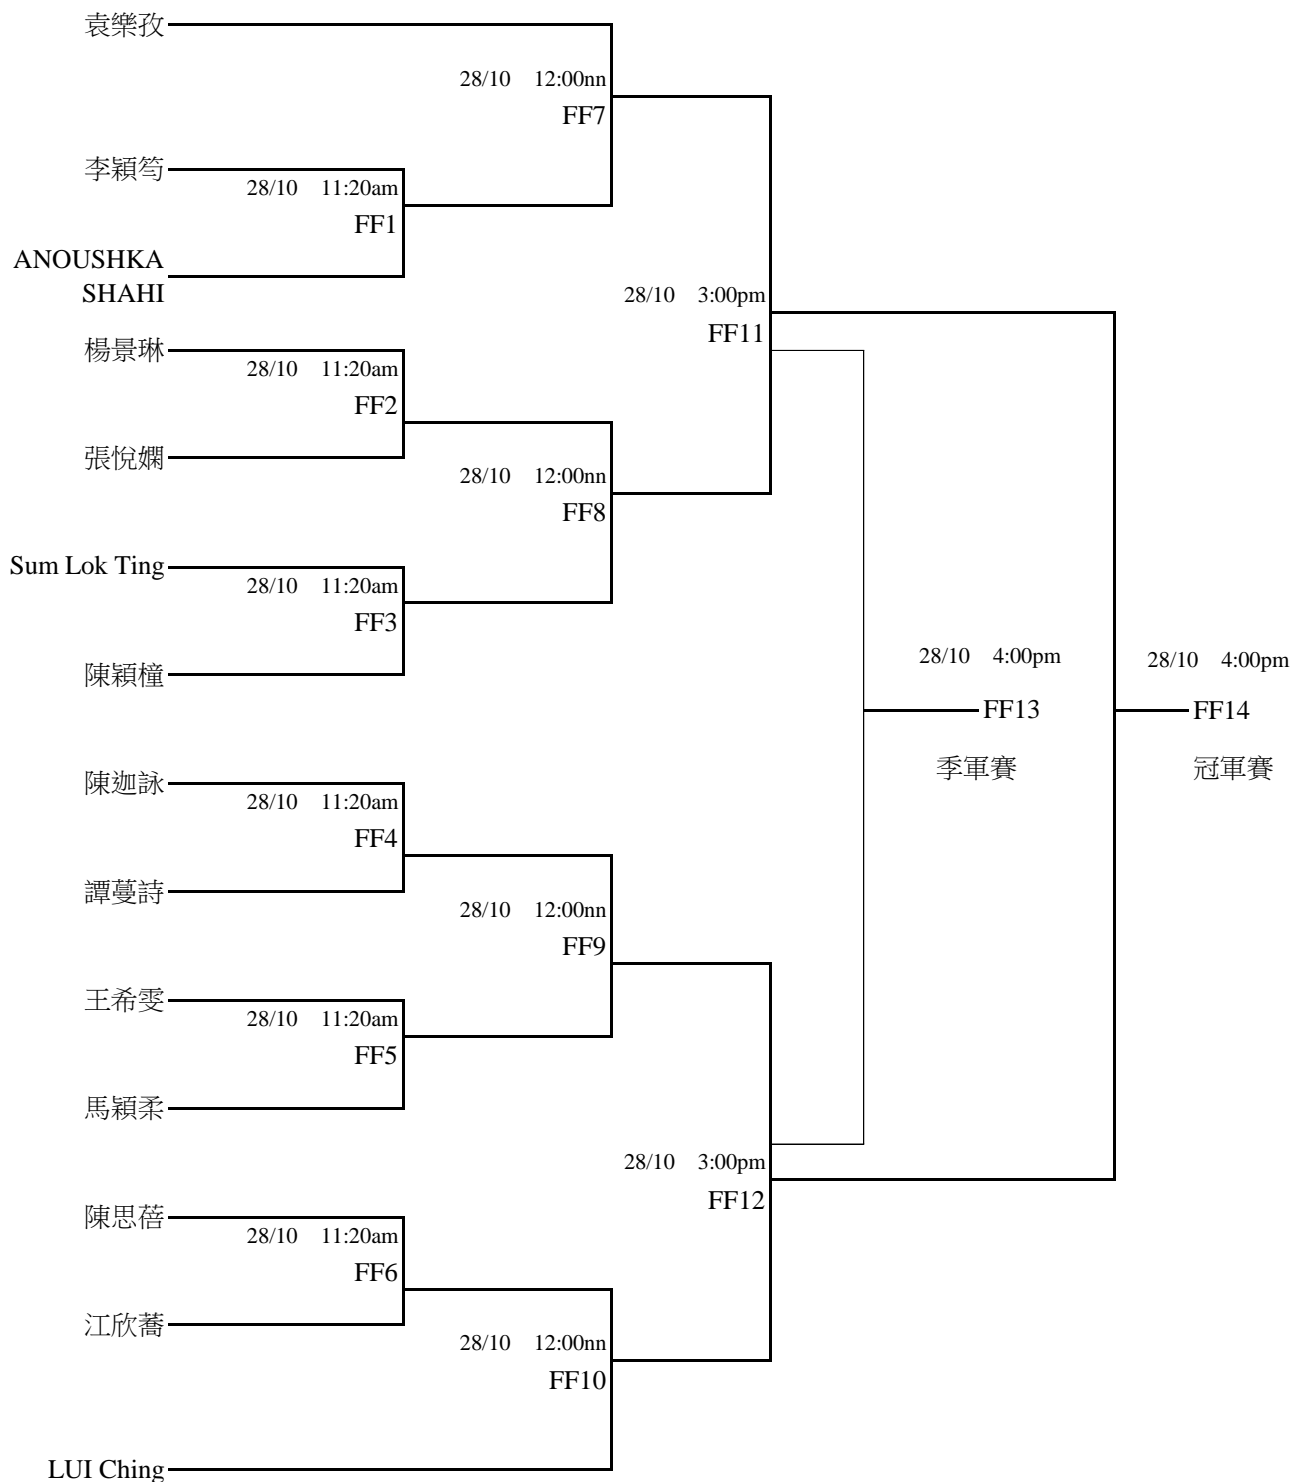 袁樂孜
28/10 12:00nn
FF7
李穎筠
28/10 11:20am
FF1
ANOUSHKA
SHAHI
28/10 3:00pm
FF11
楊景琳
28/10 11:20am
FF2
張悅嫻
28/10 12:00nn
FF8
Sum Lok Ting
28/10 11:20am
FF3
陳穎橦
28/10 4:00pm
28/10 4:00pm
FF13
FF14
季軍賽
冠軍賽
陳迦詠
28/10 11:20am
FF4
譚蔓詩
28/10 12:00nn
FF9
王希雯
28/10 11:20am
FF5
馬穎柔
28/10 3:00pm
FF12
陳思蓓
28/10 11:20am
FF6
江欣蕎
28/10 12:00nn
FF10
LUI Ching